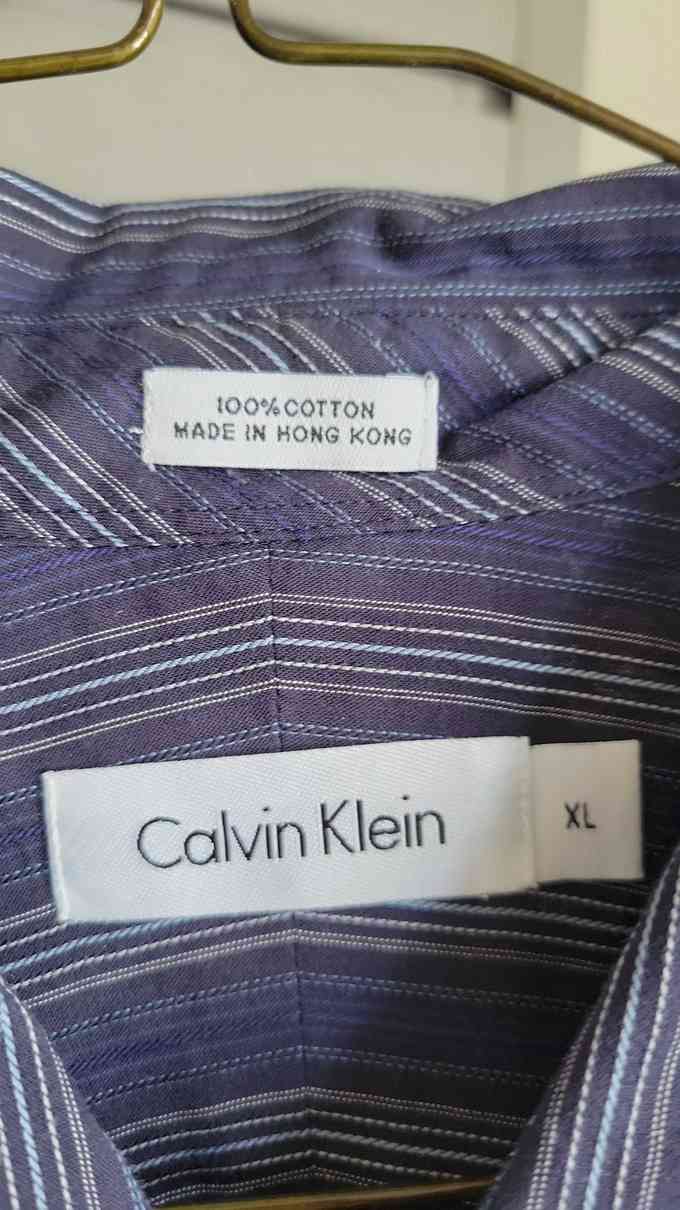 100% COTTON
MADE IN HONG KONG
Calvin Klein
XL